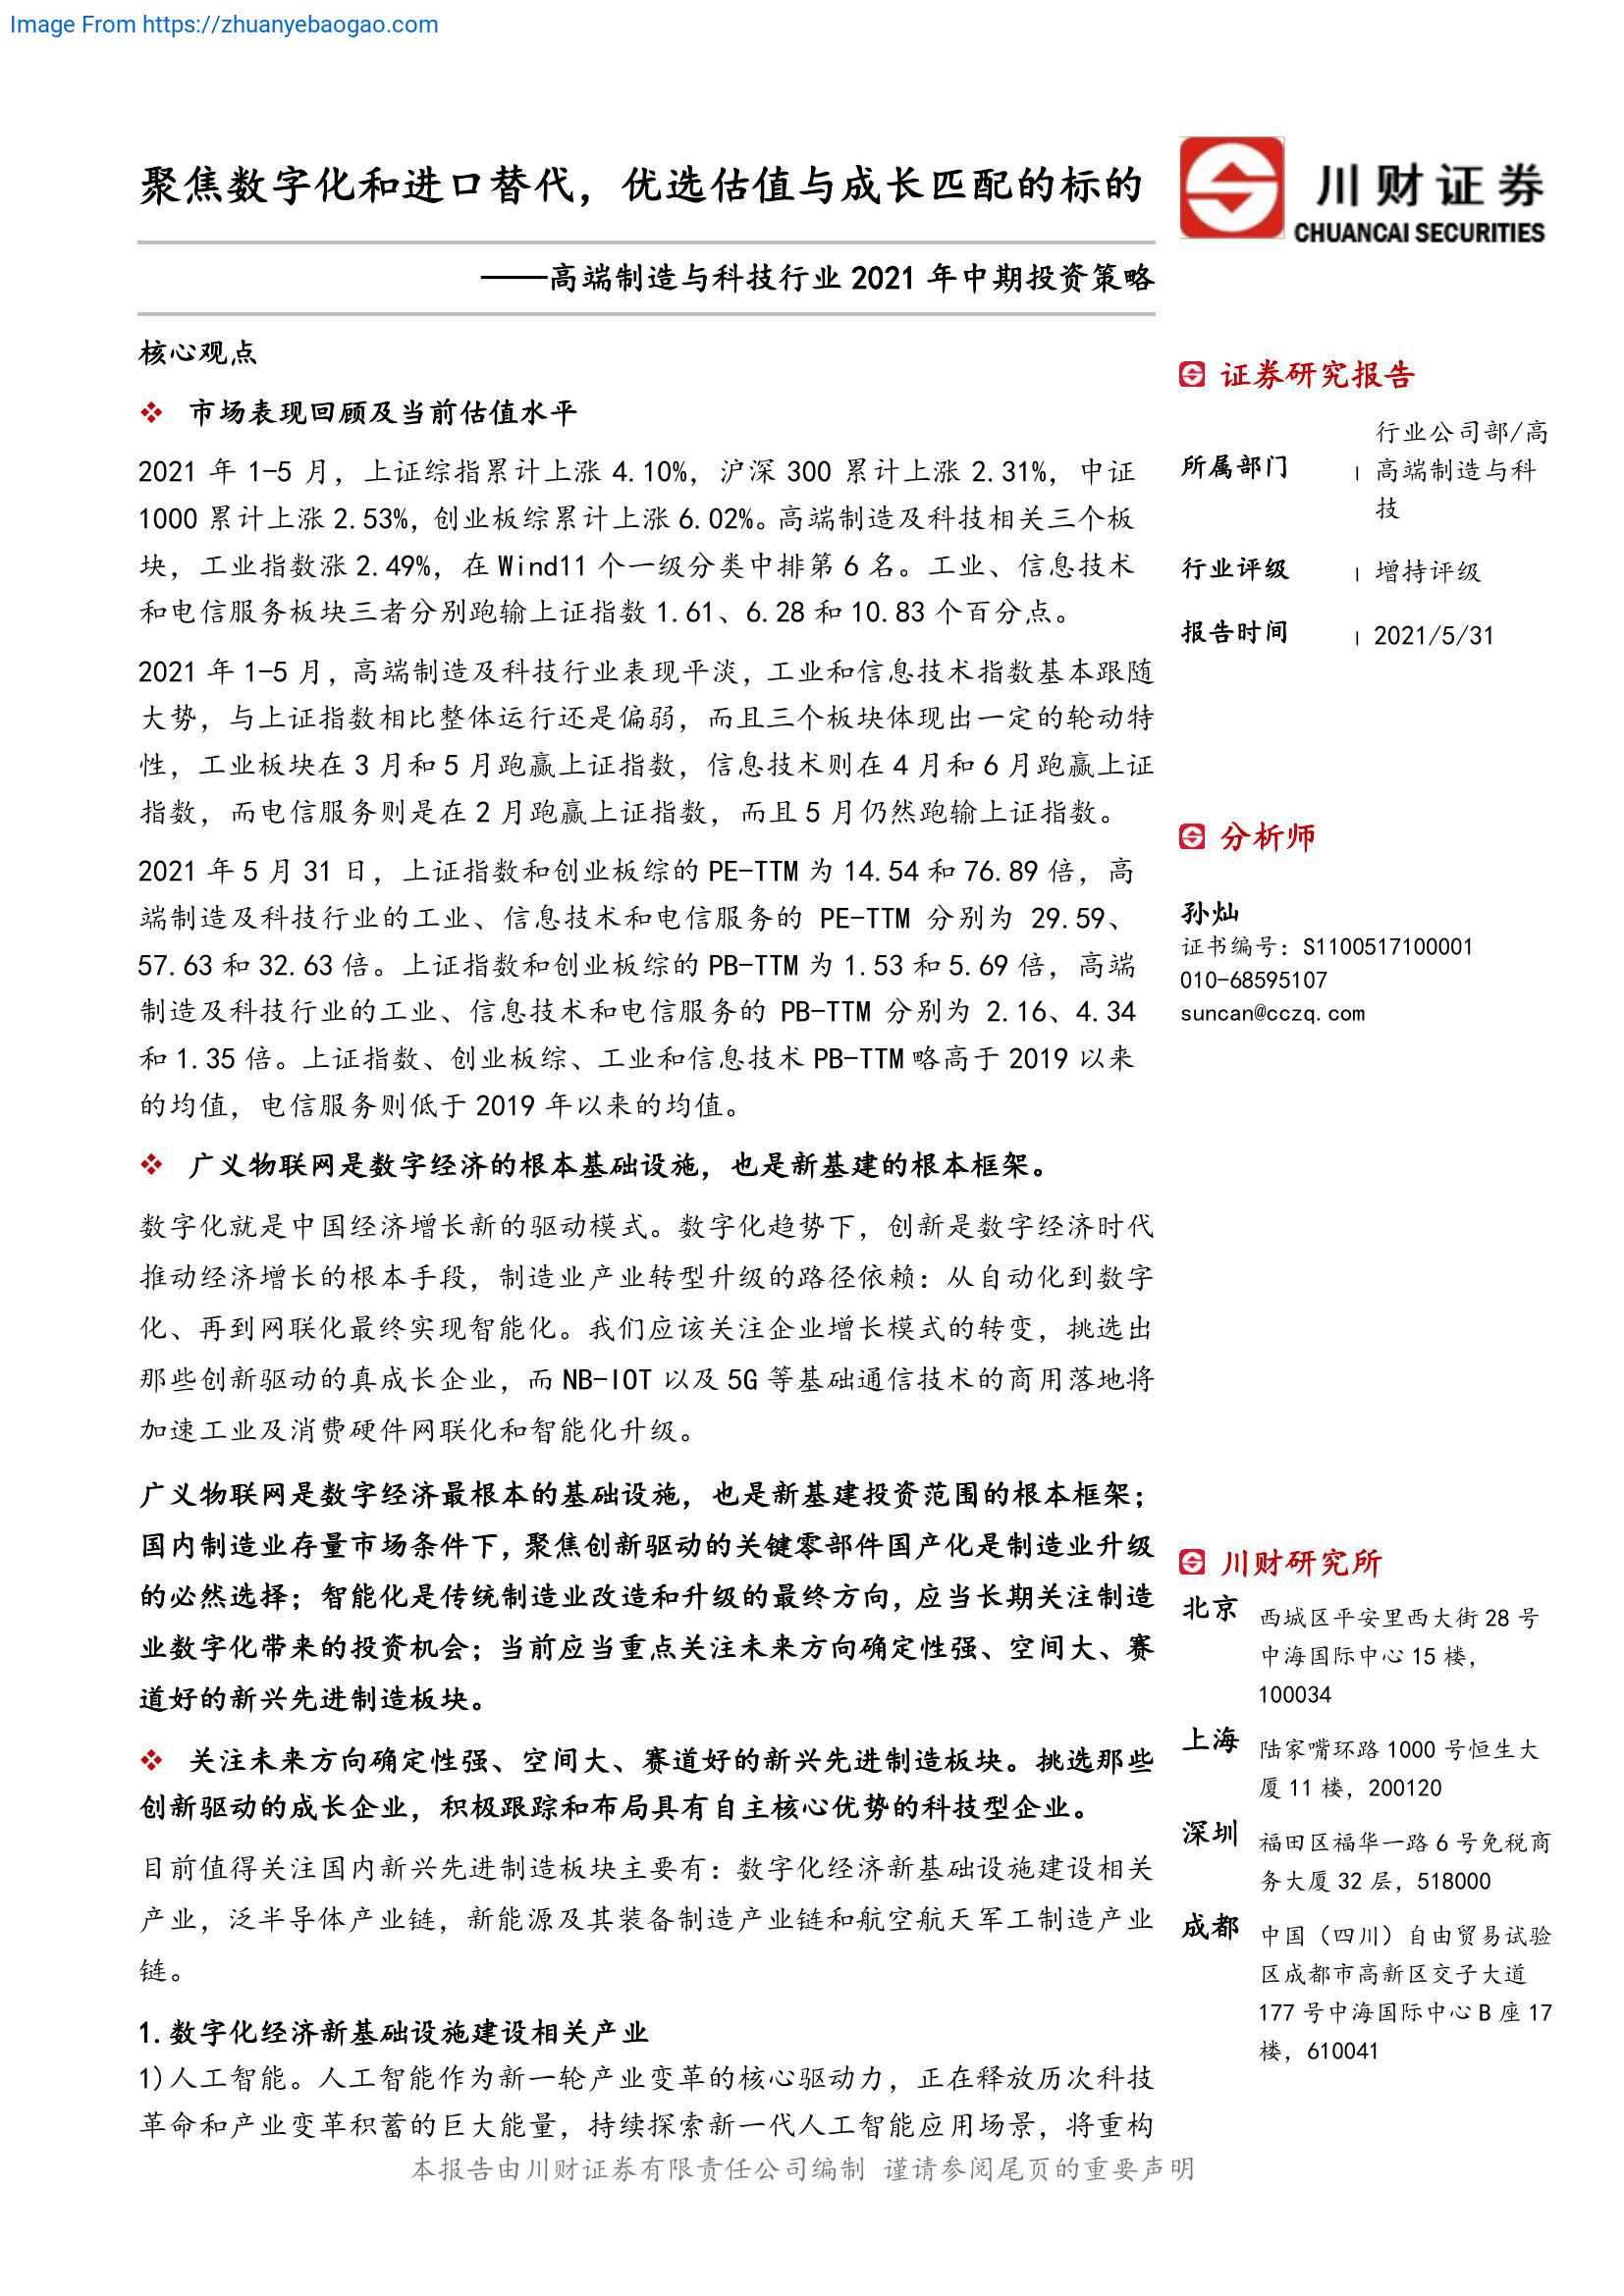 Image From https://zhuanyebaogao.com
聚焦数字化和进口替代，优选估值与成长匹配的标的
川财证券
CHUANCAI SECURITIES
——高端制造与科技行业 2021 年中期投资策略
核心观点
❖ 市场表现回顾及当前估值水平
2021 年 1-5 月，上证综指累计上涨 4.10%，沪深 300 累计上涨 2.31%，中证
1000 累计上涨 2.53%，创业板综累计上涨 6.02%。高端制造及科技相关三个板
块，工业指数涨 2.49%，在 Wind11 个一级分类中排第 6 名。工业、信息技术
和电信服务板块三者分别跑输上证指数 1.61、6.28 和 10.83 个百分点。
2021 年 1-5 月，高端制造及科技行业表现平淡，工业和信息技术指数基本跟随
大势，与上证指数相比整体运行还是偏弱，而且三个板块体现出一定的轮动特
性，工业板块在 3 月和 5 月跑赢上证指数，信息技术则在 4 月和 6 月跑赢上证
指数，而电信服务则是在 2 月跑赢上证指数，而且 5 月仍然跑输上证指数。
2021 年 5 月 31 日，上证指数和创业板综的 PE-TTM 为 14.54 和 76.89 倍，高
端制造及科技行业的工业、信息技术和电信服务的 PE-TTM 分别为 29.59、
57.63 和 32.63 倍。上证指数和创业板综的 PB-TTM 为 1.53 和 5.69 倍，高端
制造及科技行业的工业、信息技术和电信服务的 PB-TTM 分别为 2.16、4.34
和 1.35 倍。上证指数、创业板综、工业和信息技术 PB-TTM 略高于 2019 以来
的均值，电信服务则低于 2019 年以来的均值。
❖ 广义物联网是数字经济的根本基础设施，也是新基建的根本框架。
数字化就是中国经济增长新的驱动模式。数字化趋势下，创新是数字经济时代
推动经济增长的根本手段，制造业产业转型升级的路径依赖：从自动化到数字
化、再到网联化最终实现智能化。我们应该关注企业增长模式的转变，挑选出
那些创新驱动的真成长企业，而 NB-IOT 以及 5G 等基础通信技术的商用落地将
加速工业及消费硬件网联化和智能化升级。
广义物联网是数字经济最根本的基础设施，也是新基建投资范围的根本框架；
国内制造业存量市场条件下，聚焦创新驱动的关键零部件国产化是制造业升级
的必然选择；智能化是传统制造业改造和升级的最终方向，应当长期关注制造
业数字化带来的投资机会；当前应当重点关注未来方向确定性强、空间大、赛
道好的新兴先进制造板块。
❖ 关注未来方向确定性强、空间大、赛道好的新兴先进制造板块。挑选那些
创新驱动的成长企业，积极跟踪和布局具有自主核心优势的科技型企业。
目前值得关注国内新兴先进制造板块主要有：数字化经济新基础设施建设相关
产业，泛半导体产业链，新能源及其装备制造产业链和航空航天军工制造产业
链。
1.数字化经济新基础设施建设相关产业
1)人工智能。人工智能作为新一轮产业变革的核心驱动力，正在释放历次科技
革命和产业变革积蓄的巨大能量，持续探索新一代人工智能应用场景，将重构
证券研究报告
所属部门 | 行业公司部/高
高端制造与科
技
行业评级 | 增持评级
报告时间 | 2021/5/31
分析师
孙灿
证书编号：S1100517100001
010-68595107
suncan@cczq.com
川财研究所
北京 西城区平安里西大街 28 号
中海国际中心 15 楼，
100034
上海 陆家嘴环路 1000 号恒生大
厦 11 楼，200120
深圳 福田区福华一路 6 号免税商
务大厦 32 层，518000
成都 中国（四川）自由贸易试验
区成都市高新区交子大道
177 号中海国际中心 B 座 17
楼，610041
本报告由川财证券有限责任公司编制 谨请参阅尾页的重要声明